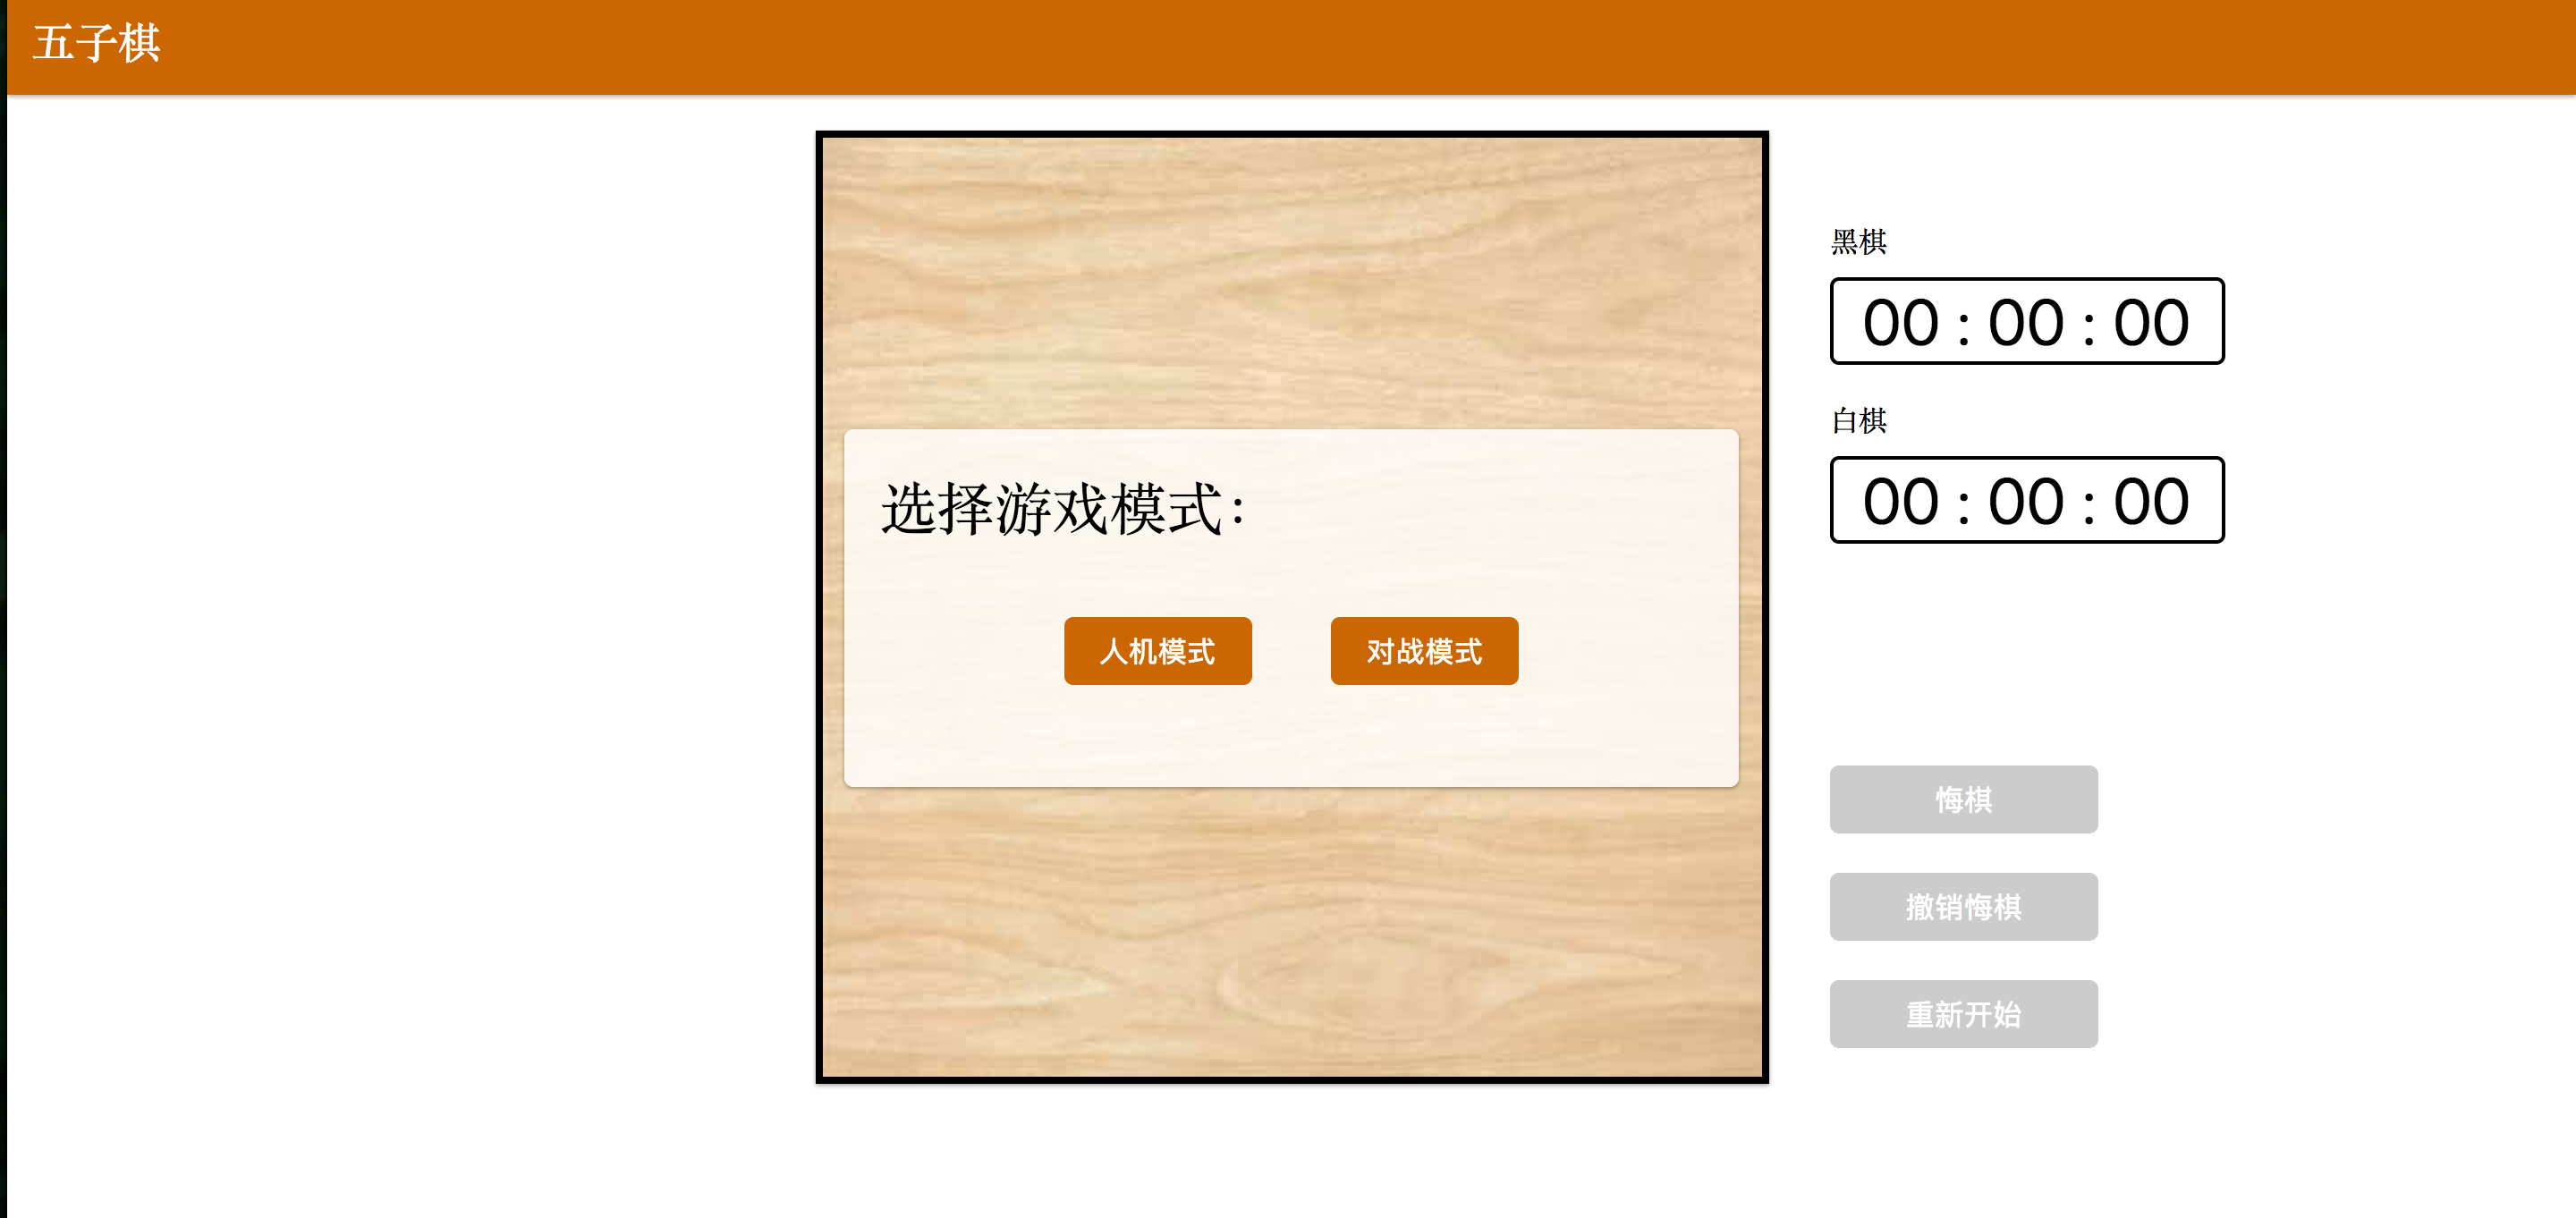 五子棋
选择游戏模式：
人机模式
对战模式
黑棋
00 : 00 : 00
白棋
00 : 00 : 00
悔棋
撤销悔棋
重新开始